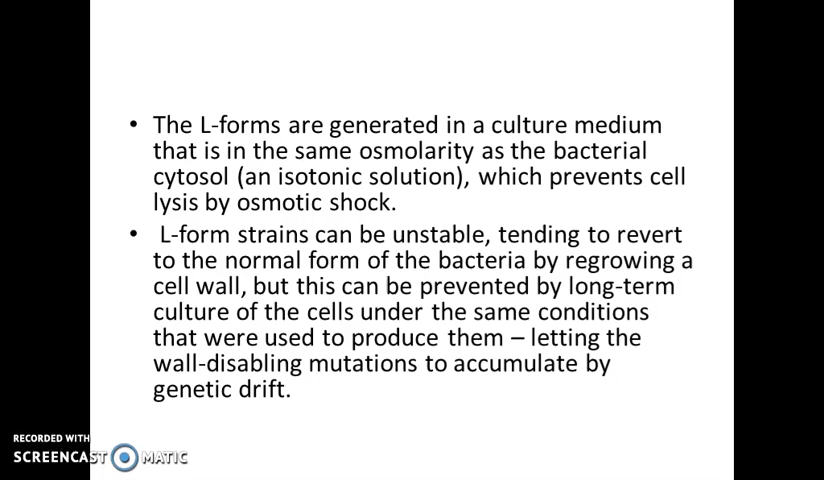 • The L-forms are generated in a culture medium
that is in the same osmolarity as the bacterial
cytosol (an isotonic solution), which prevents cell
lysis by osmotic shock.
• L-form strains can be unstable, tending to revert
to the normal form of the bacteria by regrowing a
cell wall, but this can be prevented by long-term
culture of the cells under the same conditions
that were used to produce them – letting the
wall-disabling mutations to accumulate by
genetic drift.
RECORDED WITH
SCREENCAST MATIC